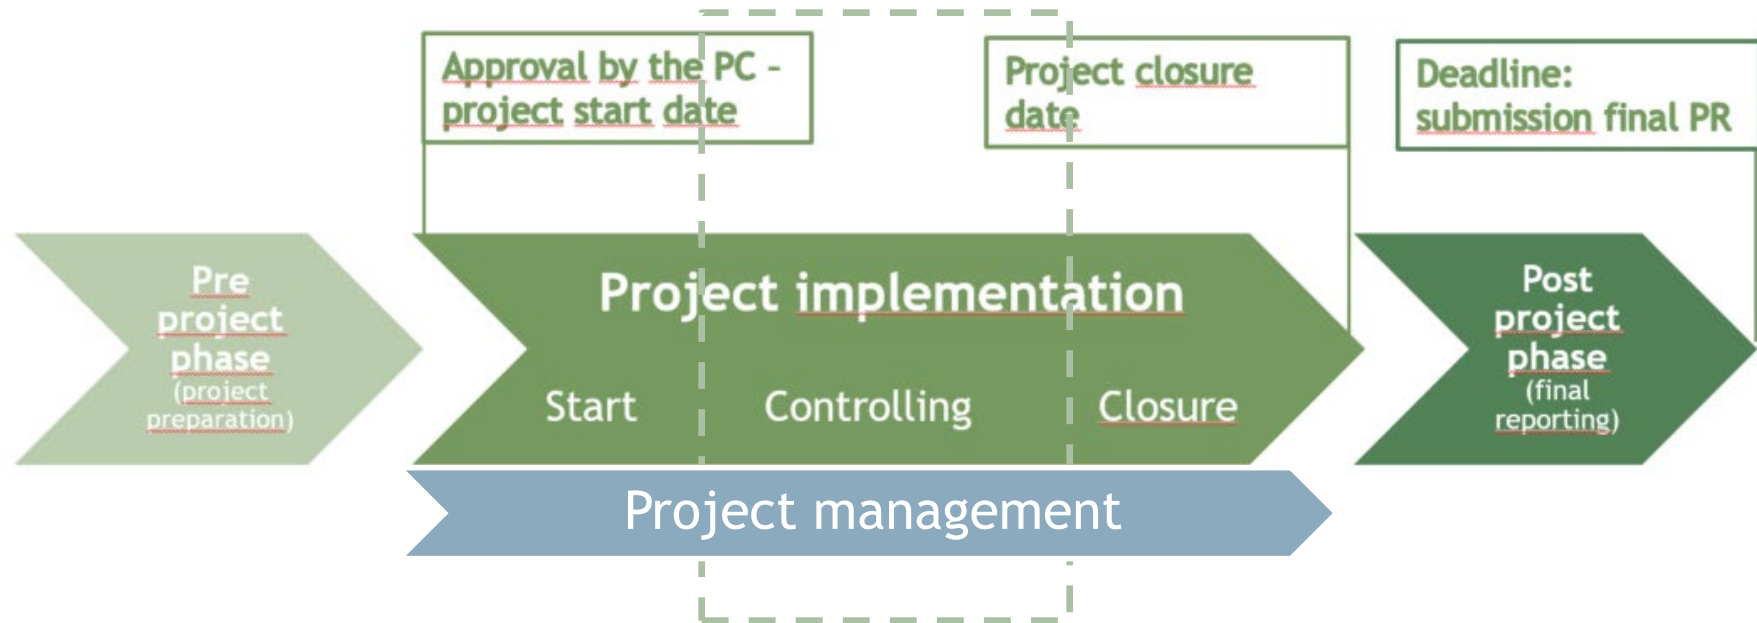 Approval by the PC -
project start date
Project closure
date
Deadline:
submission final PR
Pre
project
phase
(project
preparation)
Project implementation
Start
Controlling
Closure
Post
project
phase
(final
reporting)
Project management